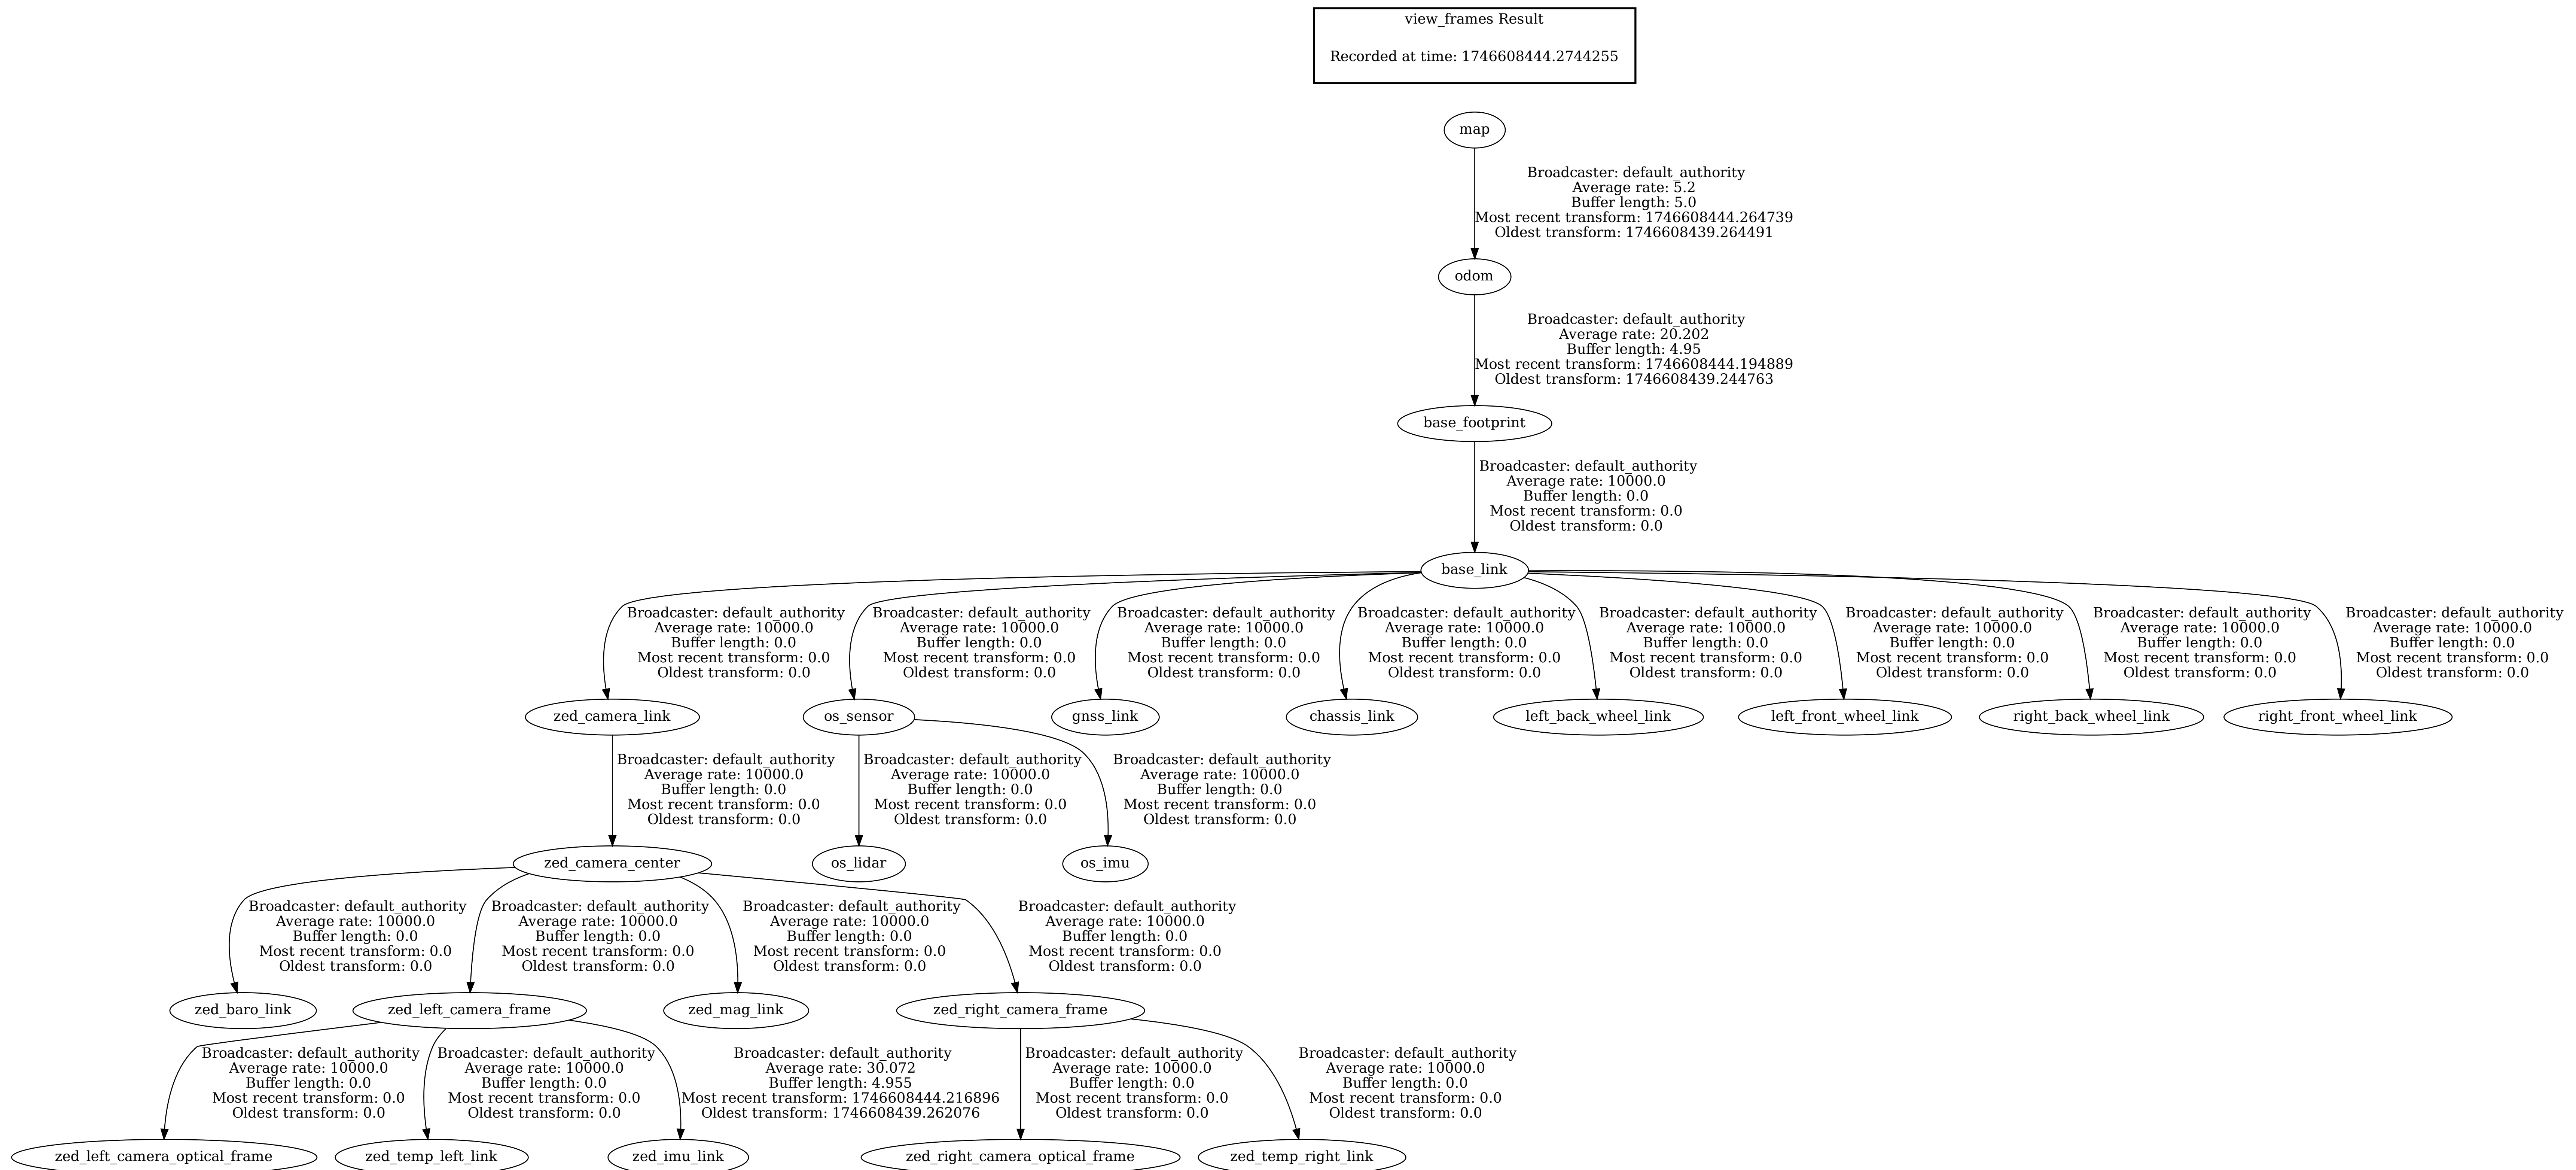 view_frames Result
Recorded at time: 1746608444.2744255
map
Broadcaster: default_authority
Average rate: 5.2
Buffer length: 5.0
Most recent transform: 1746608444.264739
Oldest transform: 1746608439.264491
odom
Broadcaster: default_authority
Average rate: 20.202
Buffer length: 4.95
Most recent transform: 1746608444.194889
Oldest transform: 1746608439.244763
base_footprint
Broadcaster: default_authority
Average rate: 10000.0
Buffer length: 0.0
Most recent transform: 0.0
Oldest transform: 0.0
base_link
Broadcaster: default_authority
Average rate: 10000.0
Buffer length: 0.0
Most recent transform: 0.0
Oldest transform: 0.0
Broadcaster: default_authority
Average rate: 10000.0
Buffer length: 0.0
Most recent transform: 0.0
Oldest transform: 0.0
Broadcaster: default_authority
Average rate: 10000.0
Buffer length: 0.0
Most recent transform: 0.0
Oldest transform: 0.0
Broadcaster: default_authority
Average rate: 10000.0
Buffer length: 0.0
Most recent transform: 0.0
Oldest transform: 0.0
Broadcaster: default_authority
Average rate: 10000.0
Buffer length: 0.0
Most recent transform: 0.0
Oldest transform: 0.0
Broadcaster: default_authority
Average rate: 10000.0
Buffer length: 0.0
Most recent transform: 0.0
Oldest transform: 0.0
Broadcaster: default_authority
Average rate: 10000.0
Buffer length: 0.0
Most recent transform: 0.0
Oldest transform: 0.0
Broadcaster: default_authority
Average rate: 10000.0
Buffer length: 0.0
Most recent transform: 0.0
Oldest transform: 0.0
zed_camera_link
os_sensor
gnss_link
chassis_link
left_back_wheel_link
left_front_wheel_link
right_back_wheel_link
right_front_wheel_link
Broadcaster: default_authority
Average rate: 10000.0
Buffer length: 0.0
Most recent transform: 0.0
Oldest transform: 0.0
Broadcaster: default_authority
Average rate: 10000.0
Buffer length: 0.0
Most recent transform: 0.0
Oldest transform: 0.0
Broadcaster: default_authority
Average rate: 10000.0
Buffer length: 0.0
Most recent transform: 0.0
Oldest transform: 0.0
zed_camera_center
os_lidar
os_imu
Broadcaster: default_authority
Average rate: 10000.0
Buffer length: 0.0
Most recent transform: 0.0
Oldest transform: 0.0
Broadcaster: default_authority
Average rate: 10000.0
Buffer length: 0.0
Most recent transform: 0.0
Oldest transform: 0.0
Broadcaster: default_authority
Average rate: 10000.0
Buffer length: 0.0
Most recent transform: 0.0
Oldest transform: 0.0
Broadcaster: default_authority
Average rate: 10000.0
Buffer length: 0.0
Most recent transform: 0.0
Oldest transform: 0.0
zed_baro_link
zed_left_camera_frame
zed_mag_link
zed_right_camera_frame
Broadcaster: default_authority
Average rate: 10000.0
Buffer length: 0.0
Most recent transform: 0.0
Oldest transform: 0.0
Broadcaster: default_authority
Average rate: 10000.0
Buffer length: 0.0
Most recent transform: 0.0
Oldest transform: 0.0
Broadcaster: default_authority
Average rate: 30.072
Buffer length: 4.955
Most recent transform: 1746608444.216896
Oldest transform: 1746608439.262076
Broadcaster: default_authority
Average rate: 10000.0
Buffer length: 0.0
Most recent transform: 0.0
Oldest transform: 0.0
Broadcaster: default_authority
Average rate: 10000.0
Buffer length: 0.0
Most recent transform: 0.0
Oldest transform: 0.0
zed_left_camera_optical_frame
zed_temp_left_link
zed_imu_link
zed_right_camera_optical_frame
zed_temp_right_link